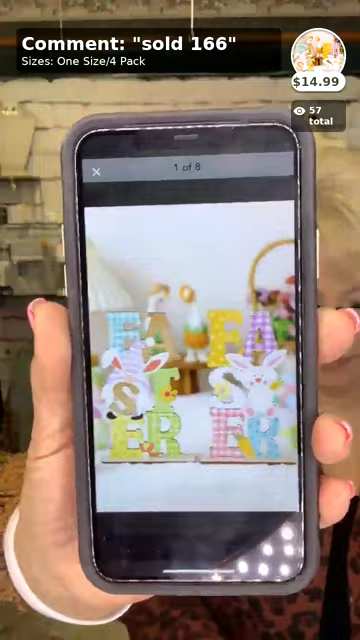 Comment: "sold 166"
Sizes: One Size/4 Pack
$14.99
57
total
1 of 8
EA EA
S T S
ER ER